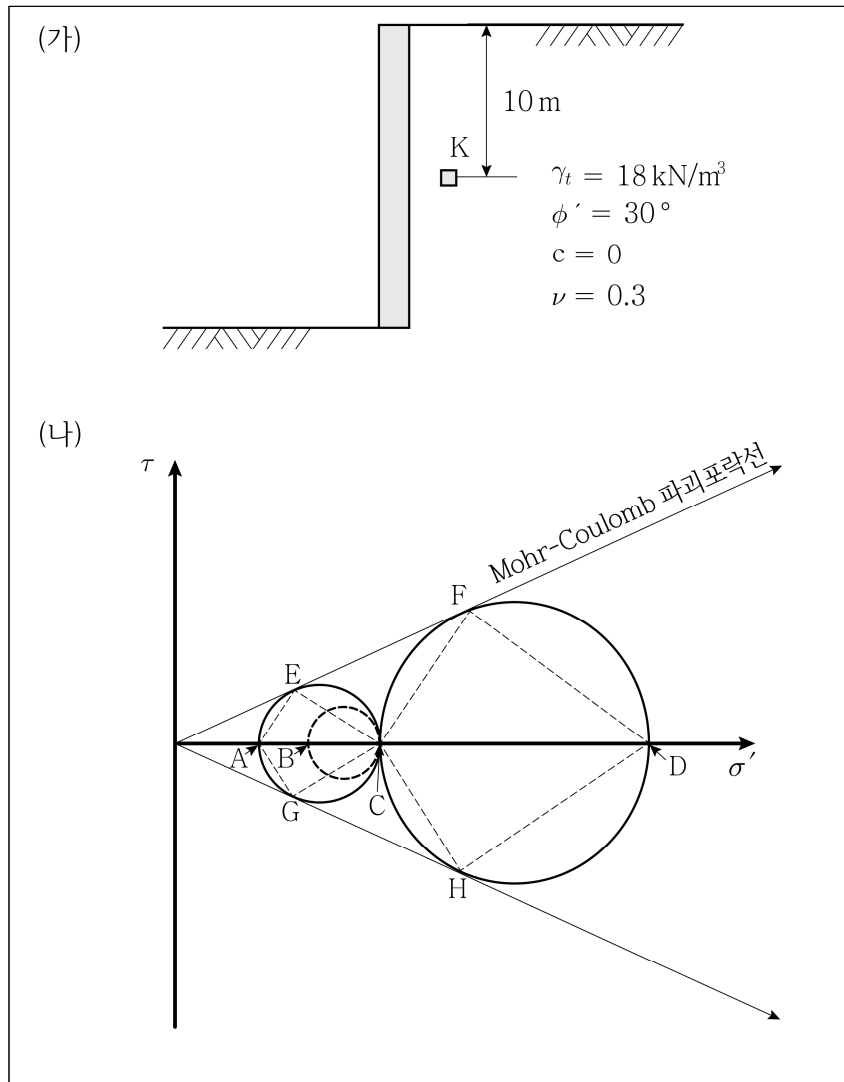 (가)
10 m
K
γt = 18 kN/m³
ϕ′ = 30°
c = 0
ν = 0.3
(나)
τ
Mohr-Coulomb 파괴포락선
F
E
A
B
C
D
σ′
G
H